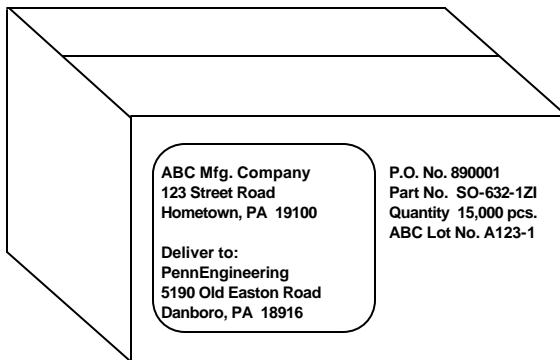 ABC Mfg. Company
123 Street Road
Hometown, PA 19100
Deliver to:
PennEngineering
5190 Old Easton Road
Danboro, PA 18916
P.O. No. 890001
Part No. SO-632-1ZI
Quantity 15,000 pcs.
ABC Lot No. A123-1